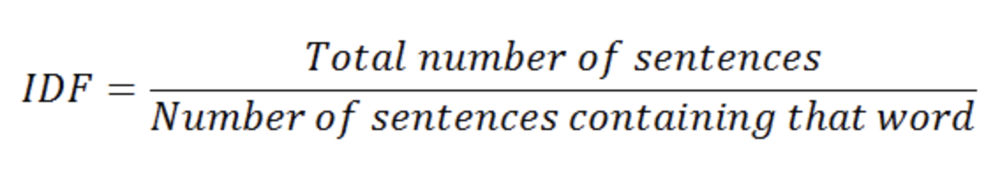 Total number of sentences
IDF =
Number of sentences containing that word